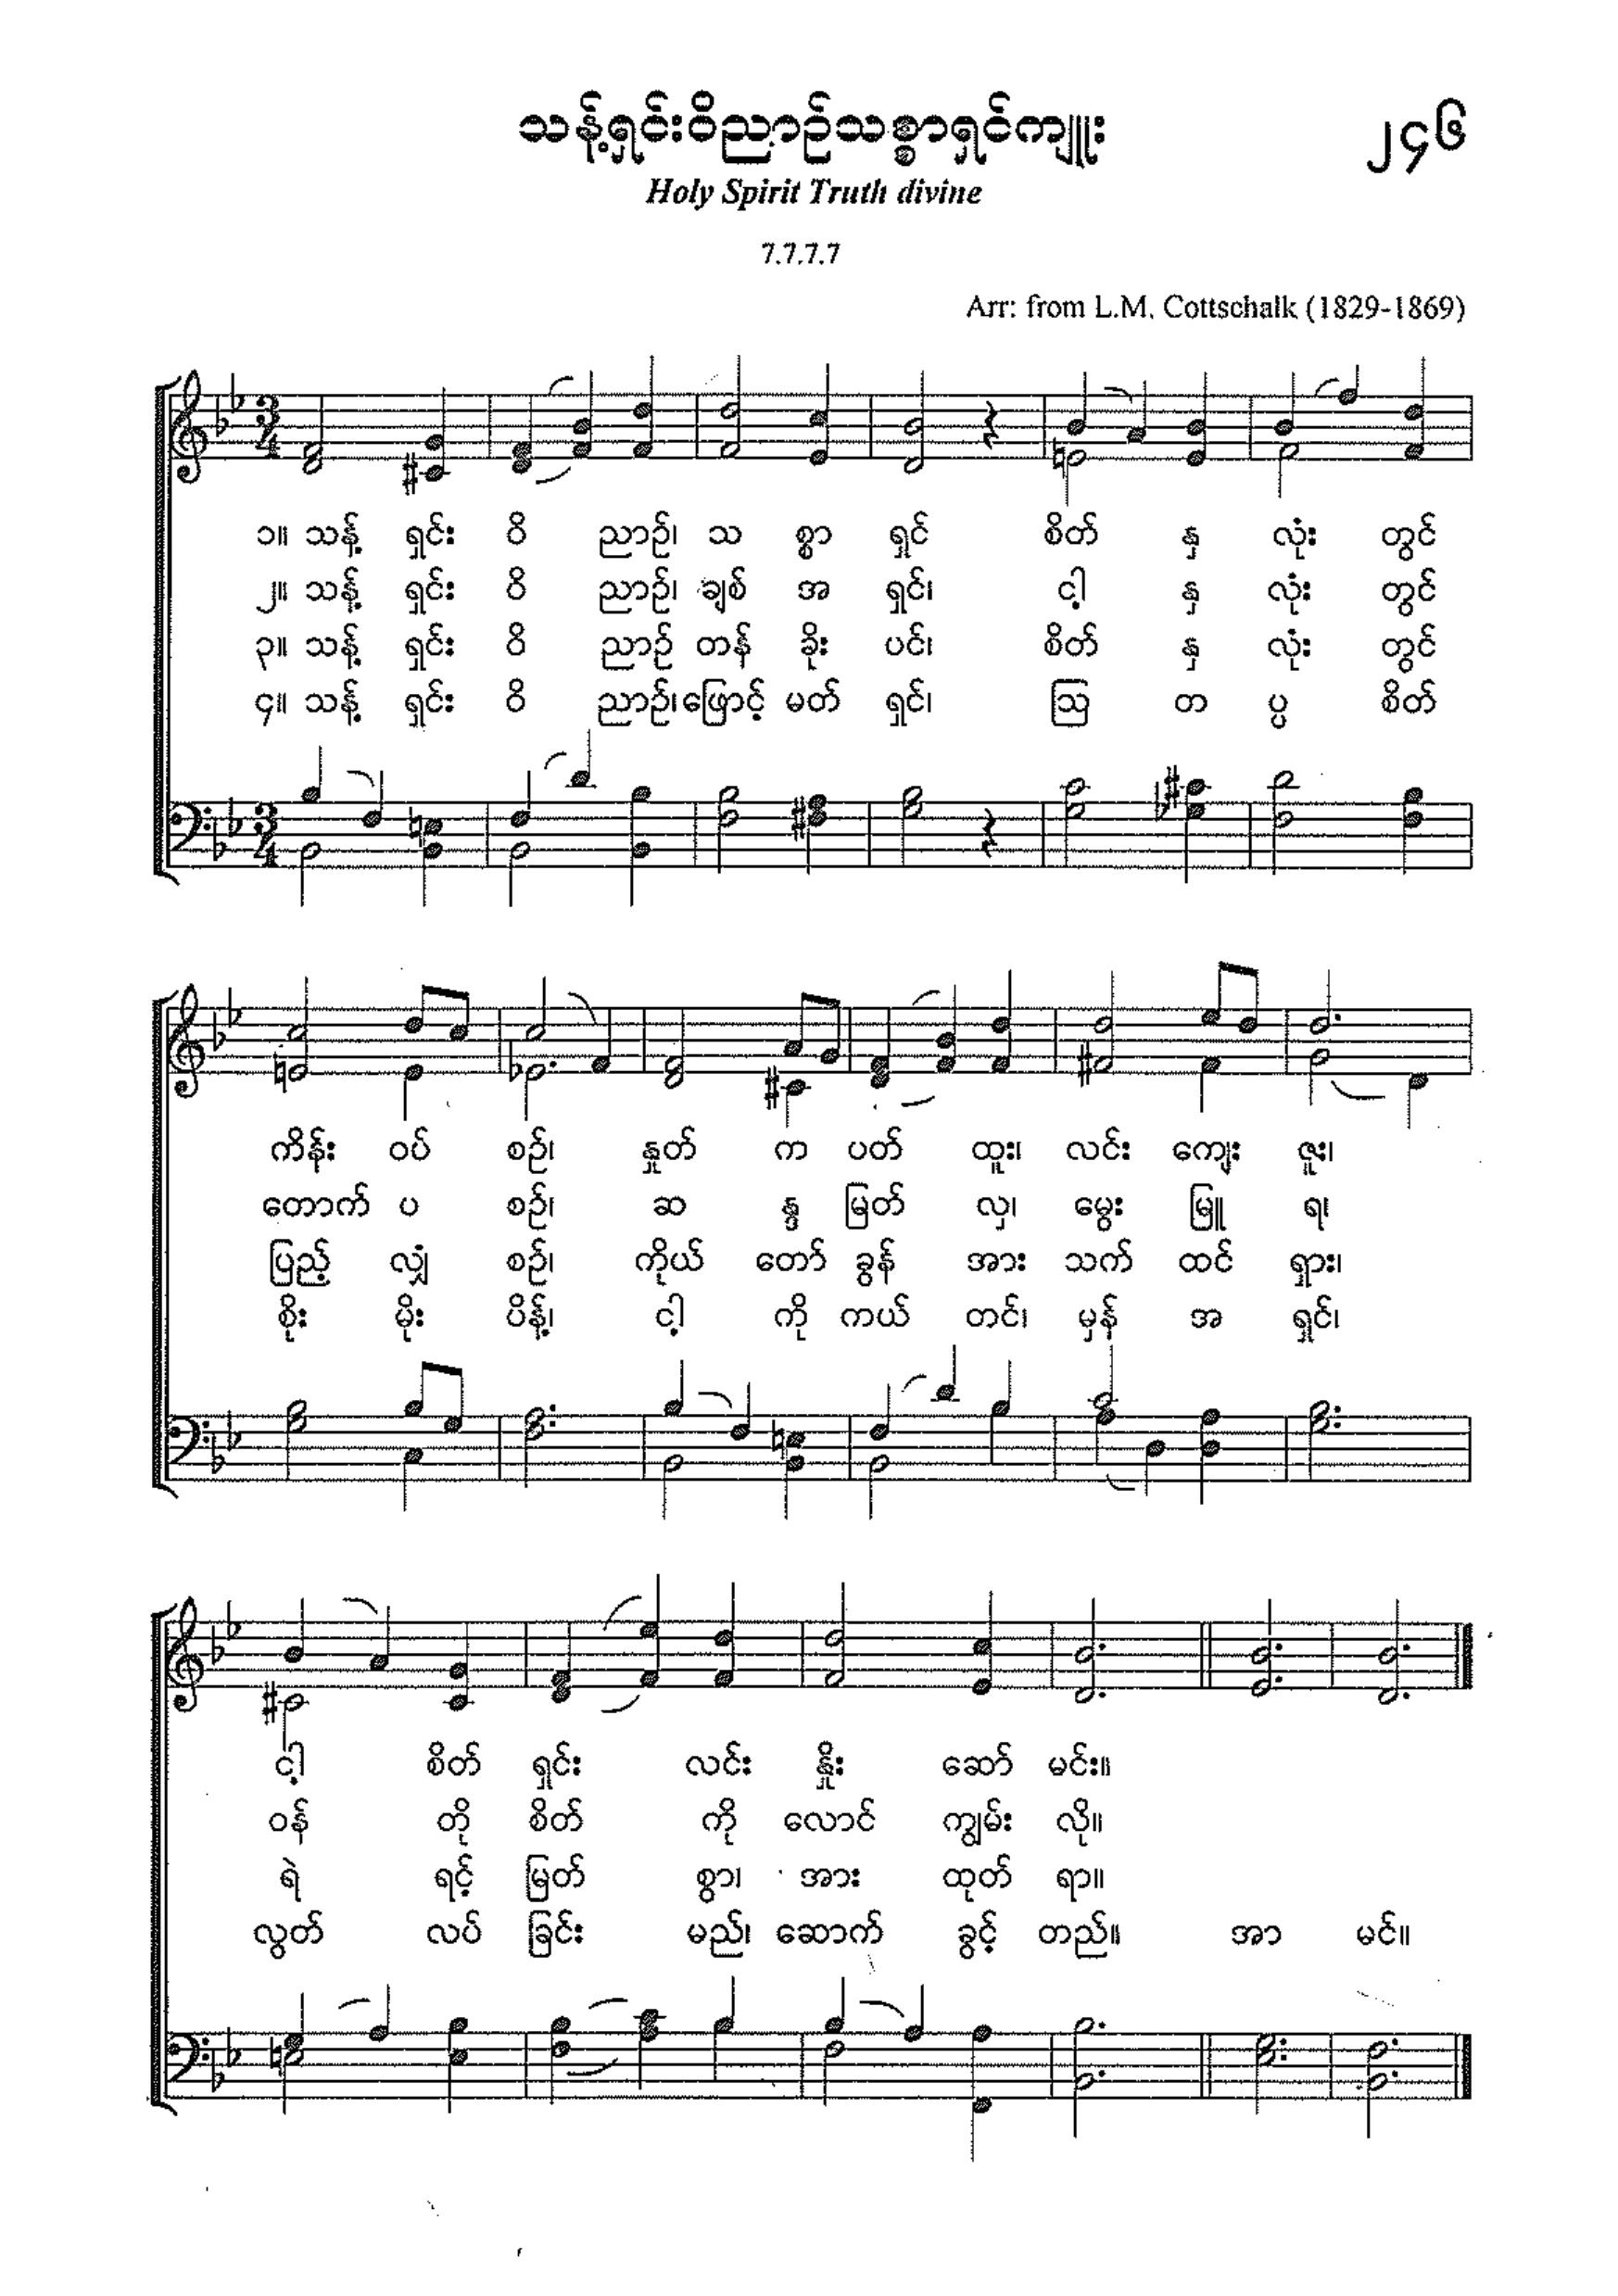 သန့်ရှင်းဝိညာဉ်သစ္စာရှင်ကျူး
၂၄၆
Holy Spirit Truth divine
7.7.7.7
Arr: from L.M. Cottschalk (1829-1869)
၁။ သန့် ရှင်း ဝိ ညာဉ်၊ သ စ္စာ ရှင် စိတ် နှ လုံး တွင်
၂။ သန့် ရှင်း ဝိ ညာဉ်၊ ချစ် အ ရှင်၊ ငါ့ နှ လုံး တွင်
၃။ သန့် ရှင်း ဝိ ညာဉ် တန် ခိုး ပင်၊ စိတ် နှ လုံး တွင်
၄။ သန့် ရှင်း ဝိ ညာဉ်၊ ဖြောင့် မတ် ရှင်၊ ဩ တ ပ္ပ စိတ်
ကိန်း ဝပ် စဉ်၊ နှုတ် က ပတ် ထူး၊ လင်း ကျေး ဇူး၊
တောက် ပ စဉ်၊ ဆ န္ဒ မြတ် လှ၊ မွေး မြူ ရ၊
ပြည့် လျှံ စဉ်၊ ကိုယ် တော် ခွန် အား သက် ထင် ရှား၊
စိုး မိုး ပိန့်၊ ငါ့ ကို ကယ် တင်၊ မှန် အ ရှင်၊
ငါ့ စိတ် ရှင်း လင်း နှိုး ဆော် မင်း။
ဝန် တို စိတ် ကို လောင် ကျွမ်း လို။
ရဲ ရင့် မြတ် စွာ၊ အား ထုတ် ရာ။
လွတ် လပ် ခြင်း မည်၊ ဆောက် ခွင့် တည်။ အာ မင်။